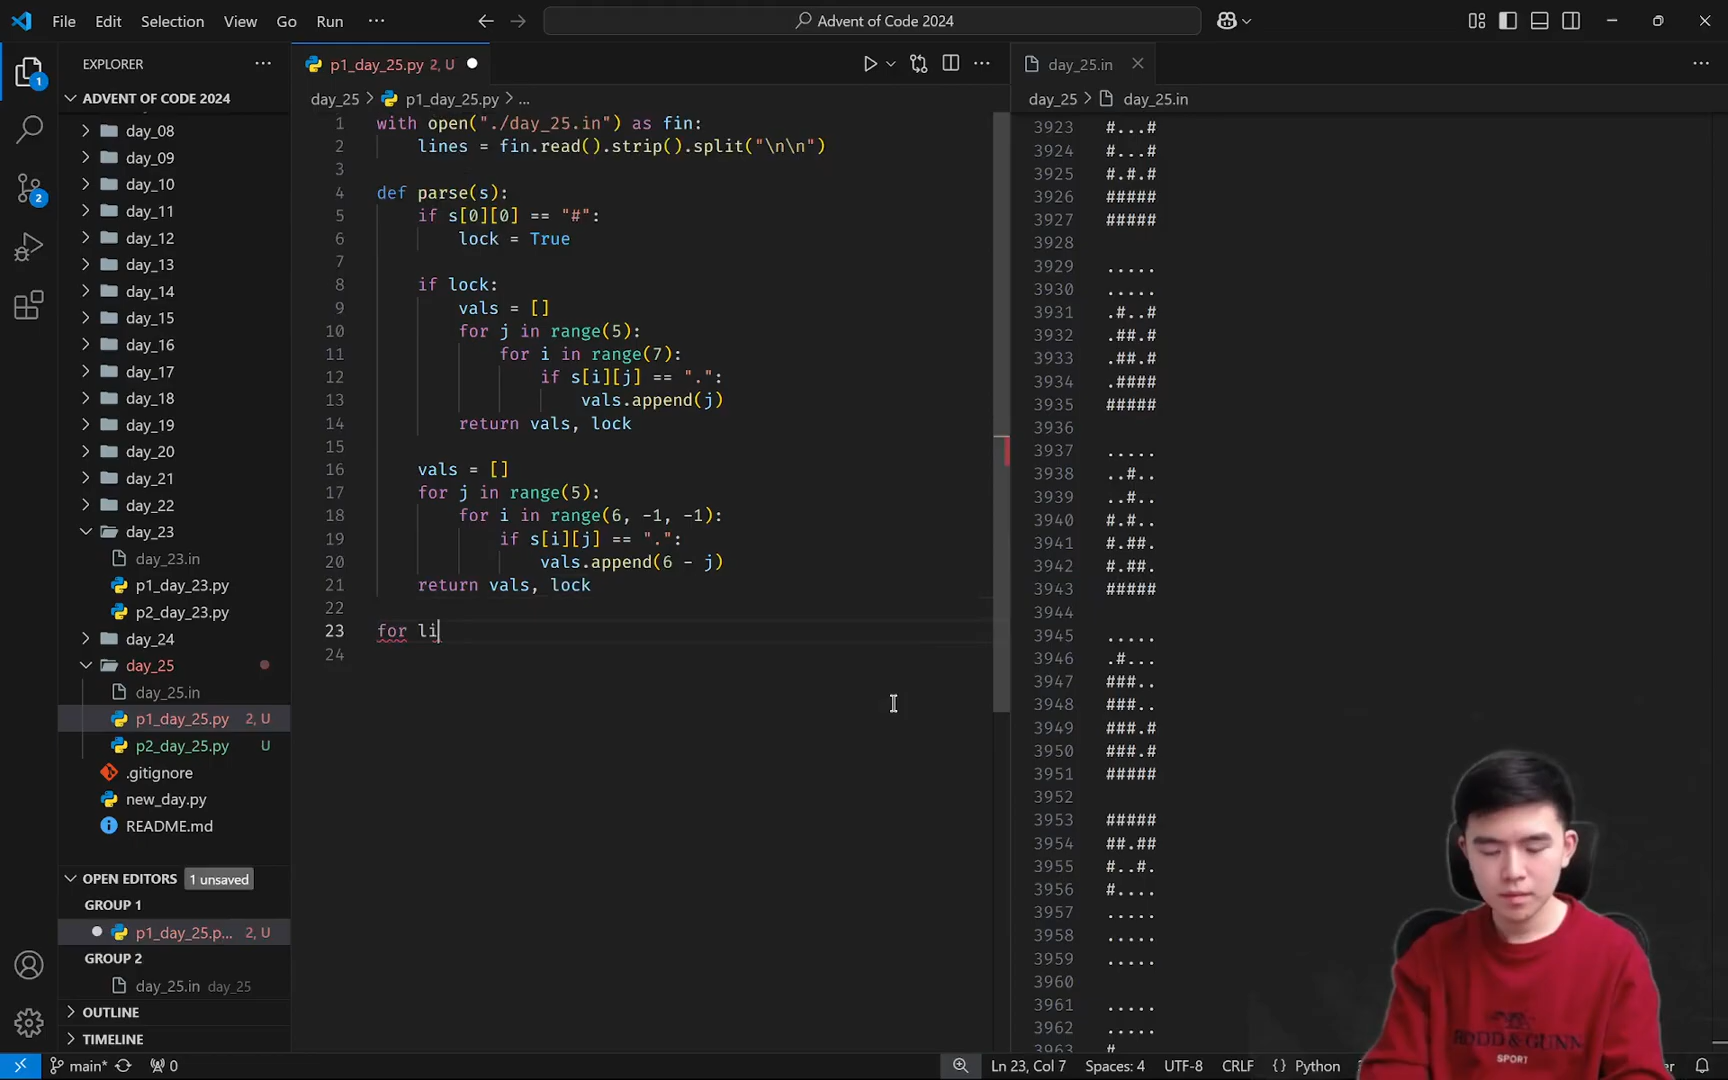 File Edit Selection View Go Run ··· Advent of Code 2024
EXPLORER ···
ADVENT OF CODE 2024
day_08
day_09
day_10
day_11
day_12
day_13
day_14
day_15
day_16
day_17
day_18
day_19
day_20
day_21
day_22
day_23
day_23.in
p1_day_23.py
p2_day_23.py
day_24
day_25
day_25.in
p1_day_25.py 2, U
p2_day_25.py U
.gitignore
new_day.py
README.md
OPEN EDITORS 1 unsaved
GROUP 1
p1_day_25.p... 2, U
GROUP 2
day_25.in day_25
OUTLINE
TIMELINE
1
2
p1_day_25.py 2, U
day_25 > p1_day_25.py > ...
1 with open("./day_25.in") as fin:
2     lines = fin.read().strip().split("\n\n")
3
4 def parse(s):
5     if s[0][0] == "#":
6         lock = True
7
8     if lock:
9         vals = []
10         for j in range(5):
11             for i in range(7):
12                 if s[i][j] == ".":
13                     vals.append(j)
14         return vals, lock
15
16     vals = []
17     for j in range(5):
18         for i in range(6, -1, -1):
19             if s[i][j] == ".":
20                 vals.append(6 - j)
21     return vals, lock
22
23 for li
24
day_25.in
day_25 > day_25.in
3923 #...#
3924 #...#
3925 #.#.#
3926 #####
3927 #####
3928
3929 .....
3930 .....
3931 .#..#
3932 .##.#
3933 .##.#
3934 .####
3935 #####
3936
3937 .....
3938 ..#..
3939 ..#..
3940 #.#..
3941 #.##.
3942 #.##.
3943 #####
3944
3945 .....
3946 .#...
3947 ###..
3948 ###..
3949 ###.#
3950 ###.#
3951 #####
3952
3953 #####
3954 ##.##
3955 #..#.
3956 #....
3957 .....
3958 .....
3959 .....
3960
3961 .....
3962 .....
3963 #
RODD & GUNN
SPORT
main* 0 Ln 23, Col 7 Spaces: 4 UTF-8 CRLF {} Python